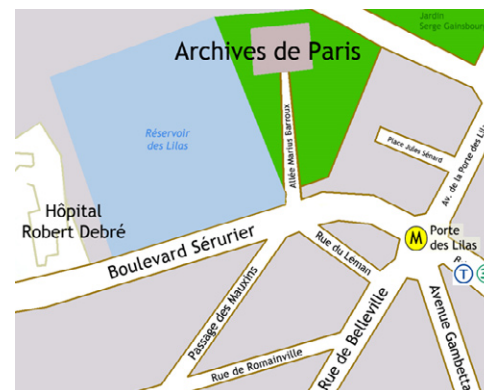 Jardin
Serge Gainsbourg
Archives de Paris
Réservoir
des Lilas
Allée Marius Barroux
Place Jules Sénard
Av. de la Porte des Lilas
Hôpital
Robert Debré
Boulevard Sérurier
Rue du Léman
M
Porte
des Lilas
T
3
Passage des Mauxins
Rue de Romainville
Rue de Belleville
Avenue Gambetta